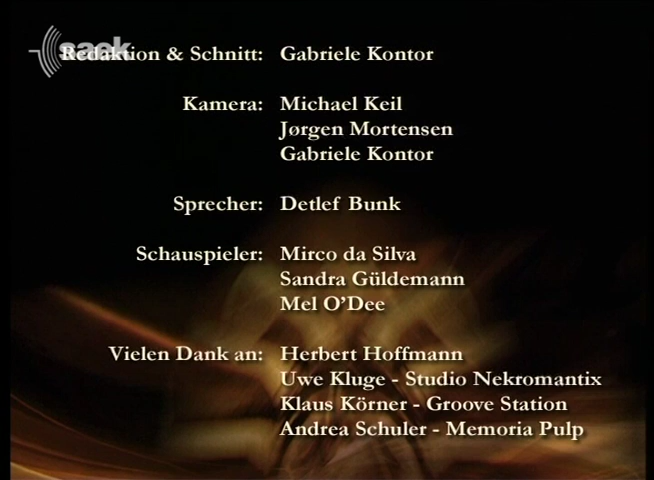 saek
Redaktion & Schnitt: Gabriele Kontor
Kamera: Michael Keil
Jørgen Mortensen
Gabriele Kontor
Sprecher: Detlef Bunk
Schauspieler: Mirco da Silva
Sandra Güldemann
Mel O’Dee
Vielen Dank an: Herbert Hoffmann
Uwe Kluge - Studio Nekromantix
Klaus Körner - Groove Station
Andrea Schuler - Memoria Pulp